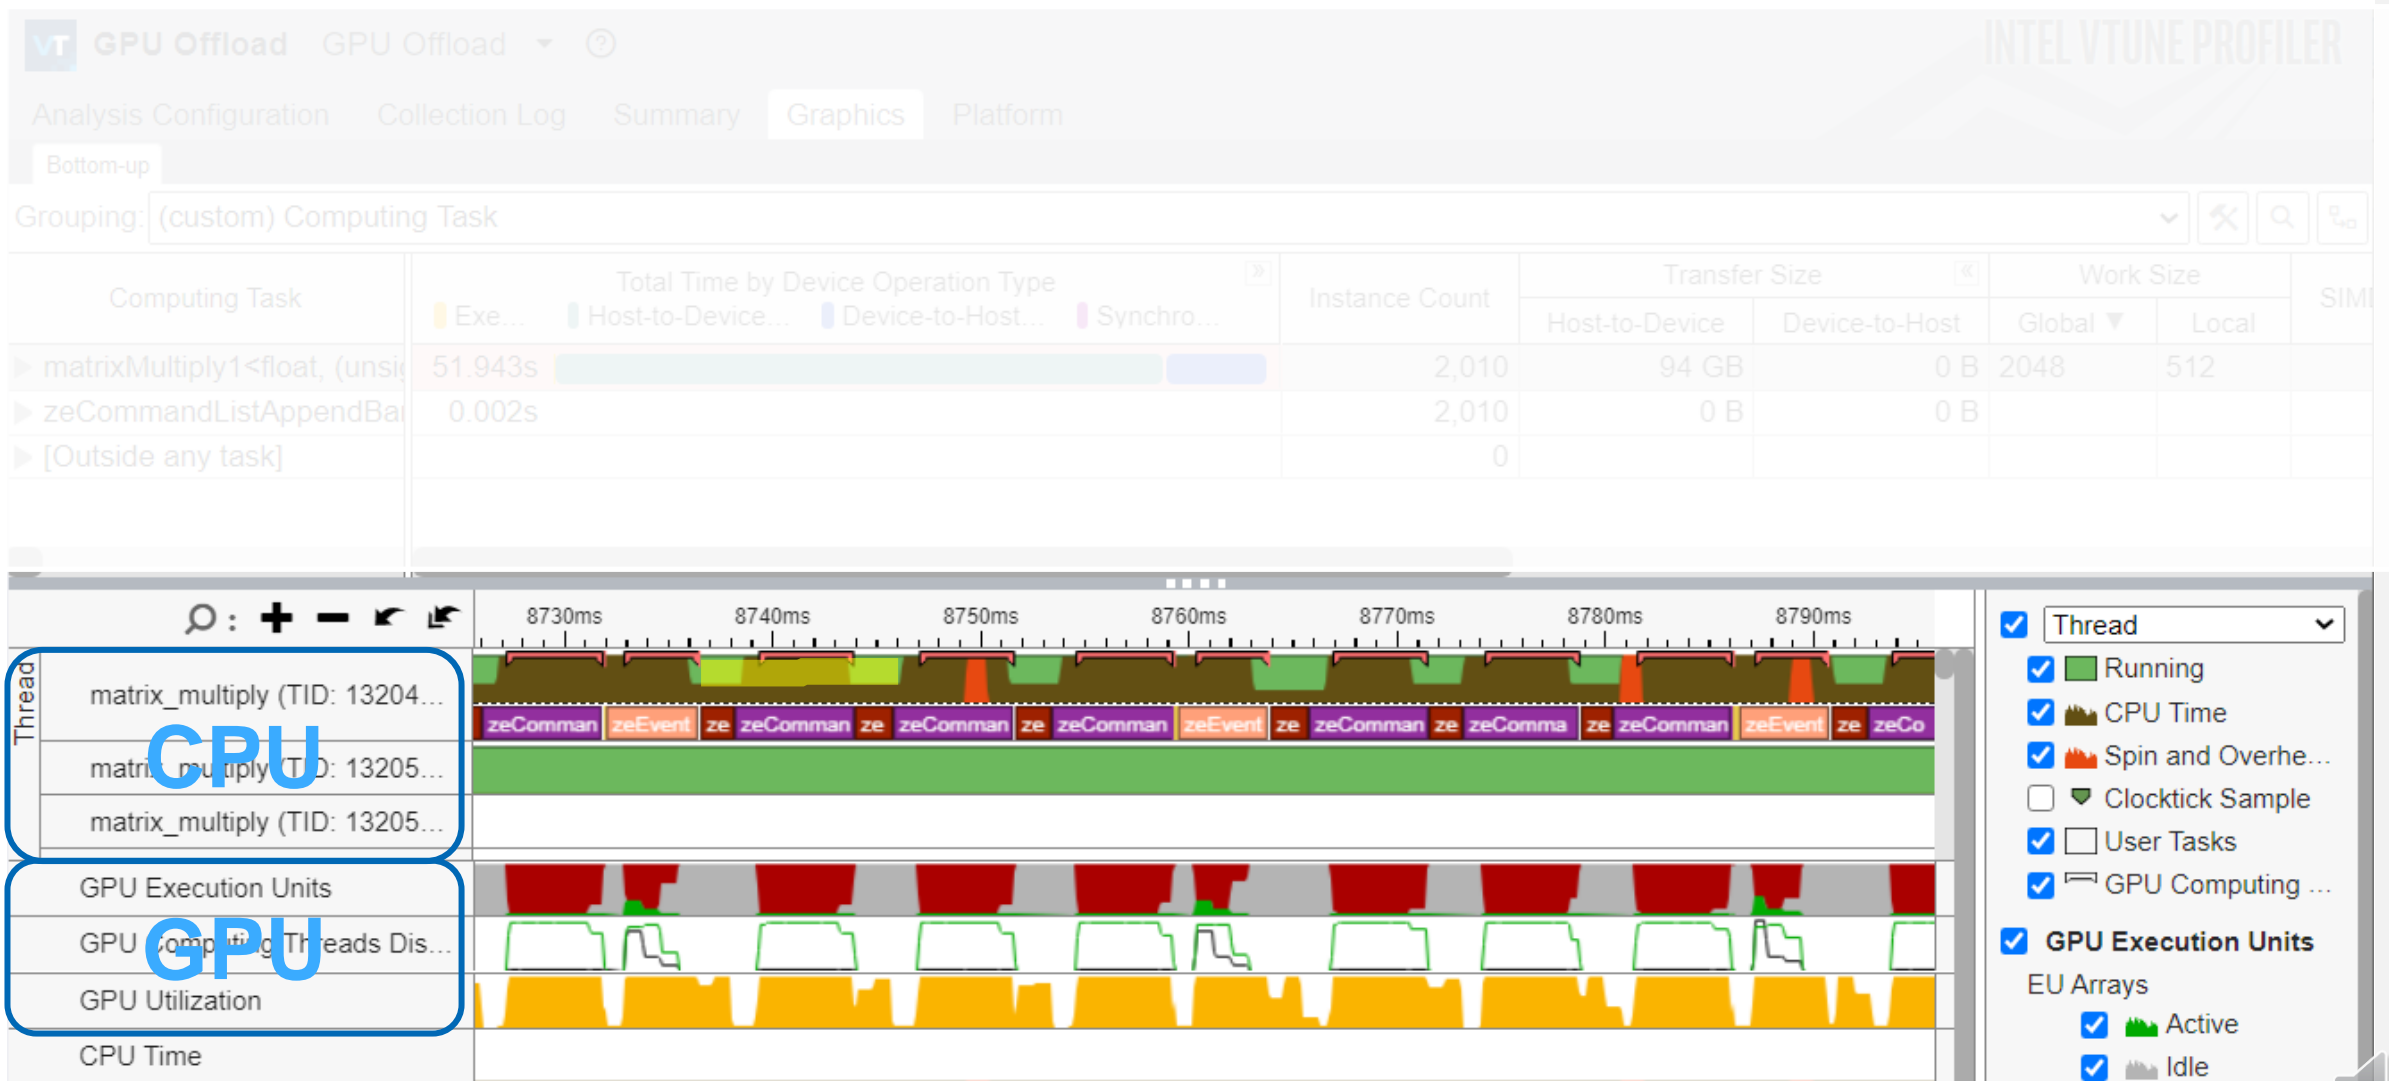 VT GPU Offload GPU Offload ? INTEL VTUNE PROFILER
Analysis Configuration Collection Log Summary Graphics Platform
Bottom-up
Grouping: (custom) Computing Task
Computing Task Total Time by Device Operation Type Instance Count Transfer Size Work Size SIM
Exe... Host-to-Device... Device-to-Host... Synchro... Host-to-Device Device-to-Host Global Local
matrixMultiply1<float, (unsig 51.943s 2,010 94 GB 0 B 2048 512
zeCommandListAppendBa 0.002s 2,010 0 B 0 B
[Outside any task] 0
8730ms 8740ms 8750ms 8760ms 8770ms 8780ms 8790ms
Thread
matrix_multiply (TID: 13204...
zeComman zeEvent ze zeComman ze zeComman ze zeComman zeEvent ze zeComman ze zeComma ze zeComman zeEvent ze zeCo
CPU
matrix_multiply (TID: 13205...
matrix_multiply (TID: 13205...
GPU Execution Units
GPU
GPU Computing Threads Dis...
GPU Utilization
CPU Time
Thread
Running
CPU Time
Spin and Overhe...
Clocktick Sample
User Tasks
GPU Computing ...
GPU Execution Units
EU Arrays
Active
Idle